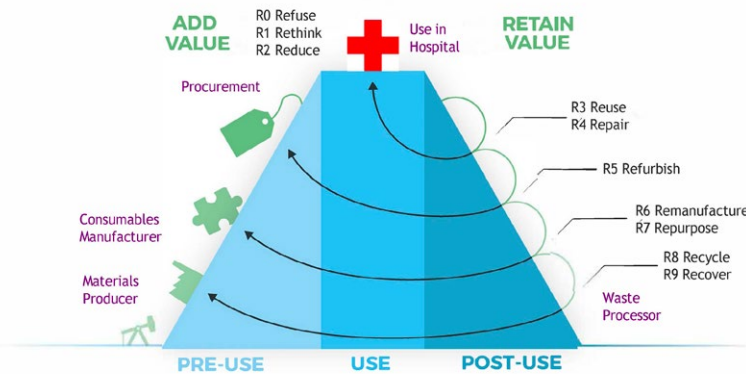 ADD
VALUE
R0 Refuse
R1 Rethink
R2 Reduce
Use in
Hospital
RETAIN
VALUE
Procurement
R3 Reuse
R4 Repair
R5 Refurbish
Consumables
Manufacturer
R6 Remanufacture
R7 Repurpose
Materials
Producer
R8 Recycle
R9 Recover
Waste
Processor
PRE-USE
USE
POST-USE